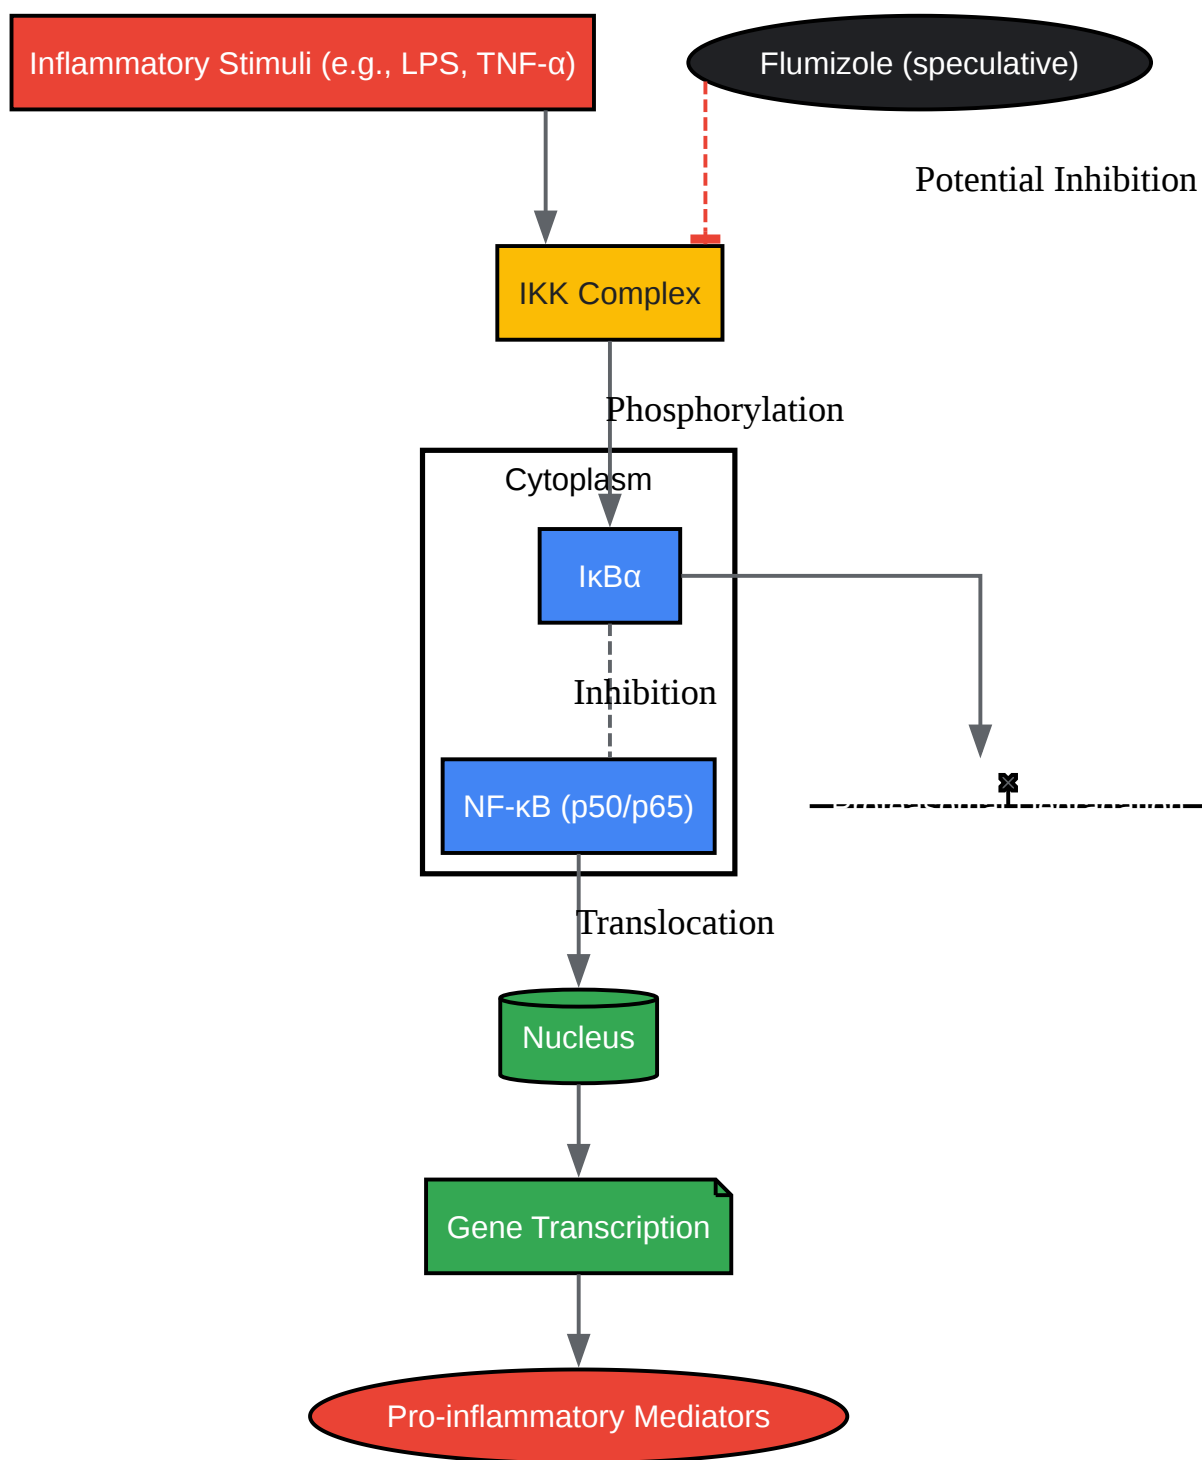 Inflammatory Stimuli (e.g., LPS, TNF-α)
Flumizole (speculative)
Potential Inhibition
IKK Complex
Phosphorylation
Cytoplasm
IκBα
Inhibition
NF-κB (p50/p65)
Translocation
Nucleus
Gene Transcription
Pro-inflammatory Mediators